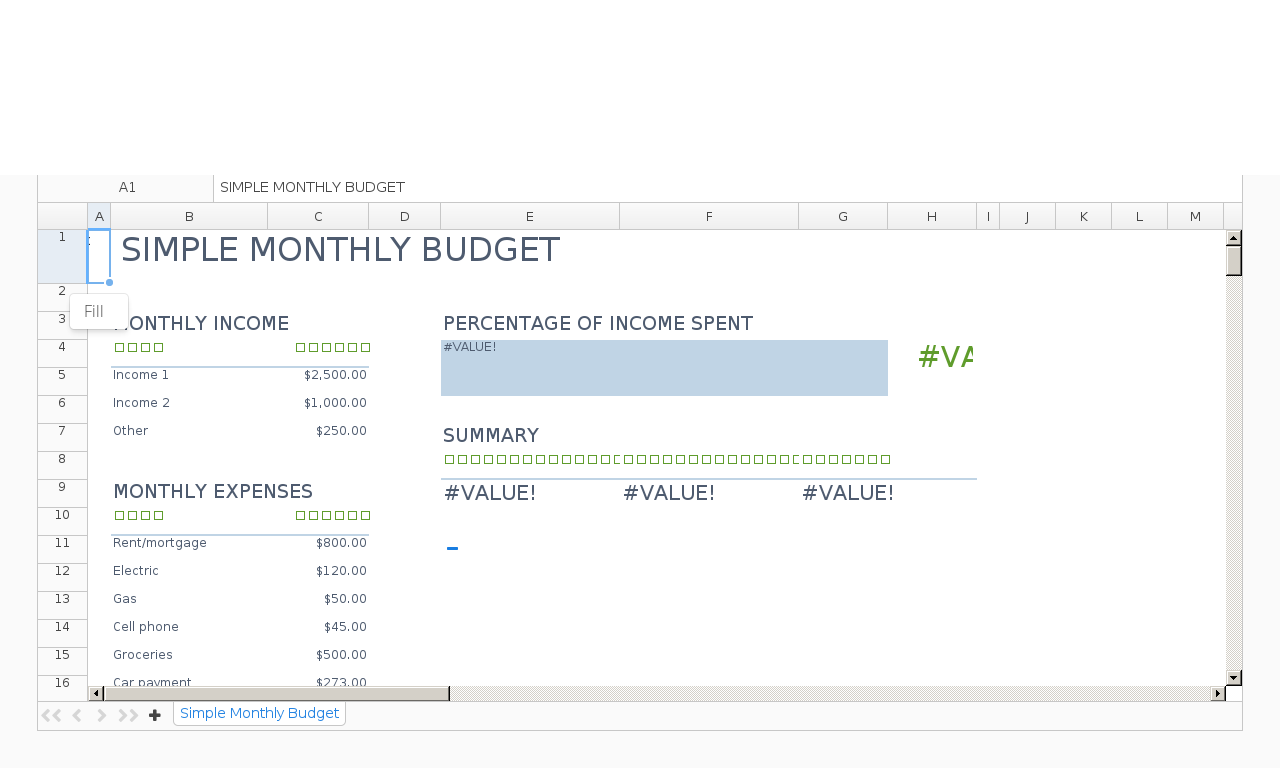 A1 SIMPLE MONTHLY BUDGET
A B C D E F G H I J K L M
1 SIMPLE MONTHLY BUDGET
2
Fill
3 MONTHLY INCOME PERCENTAGE OF INCOME SPENT
4 #VALUE! #VA
5 Income 1 $2,500.00
6 Income 2 $1,000.00
7 Other $250.00 SUMMARY
8
9 MONTHLY EXPENSES #VALUE! #VALUE! #VALUE!
10
11 Rent/mortgage $800.00
12 Electric $120.00
13 Gas $50.00
14 Cell phone $45.00
15 Groceries $500.00
16 Car payment $273.00
Simple Monthly Budget